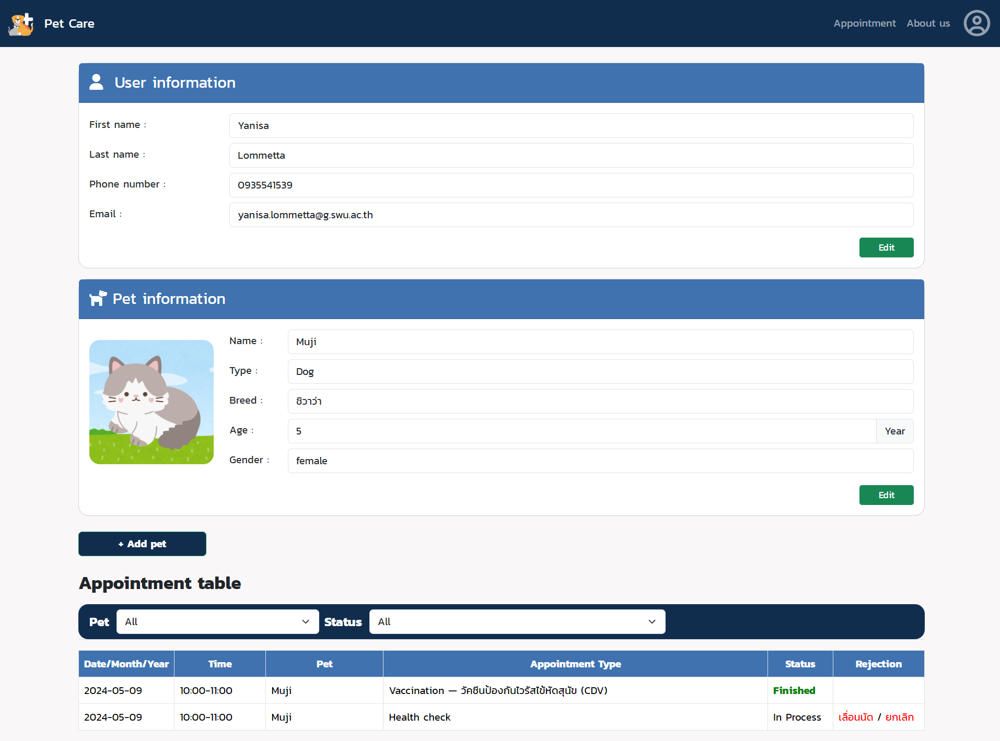 Pet Care
Appointment About us
User information
First name : Yanisa
Last name : Lommetta
Phone number : 0935541539
Email : yanisa.lommetta@g.swu.ac.th
Edit
Pet information
Name : Muji
Type : Dog
Breed : ชิวาว่า
Age : 5 Year
Gender : female
Edit
+ Add pet
Appointment table
Pet All Status All
Date/Month/Year Time Pet Appointment Type Status Rejection
2024-05-09 10:00-11:00 Muji Vaccination — วัคซีนป้องกันไวรัสไข้หัดสุนัข (CDV) Finished
2024-05-09 10:00-11:00 Muji Health check In Process เลื่อนนัด / ยกเลิก